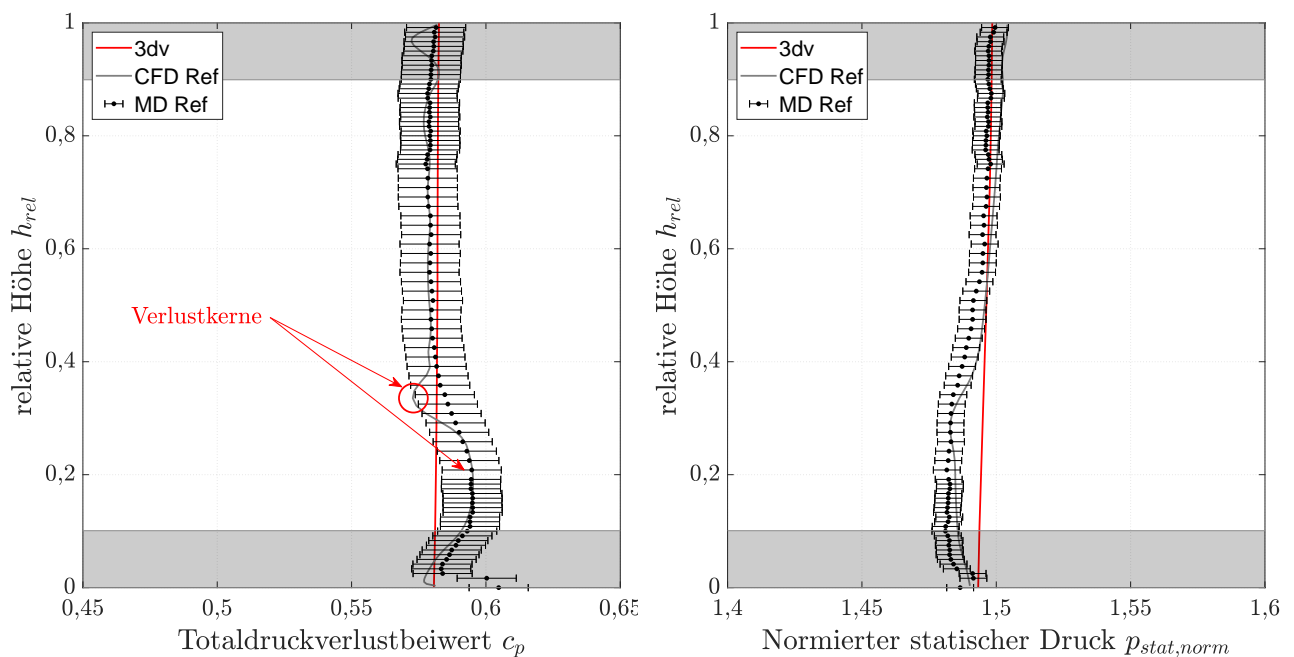 1
0,8
0,6
0,4
0,2
0
relative Höhe h_rel
3dv
CFD Ref
MD Ref
Verlustkerne
0,45
0,5
0,55
0,6
0,65
Totaldruckverlustbeiwert c_p
1
0,8
0,6
0,4
0,2
0
relative Höhe h_rel
3dv
CFD Ref
MD Ref
1,4
1,45
1,5
1,55
1,6
Normierter statischer Druck p_stat,norm